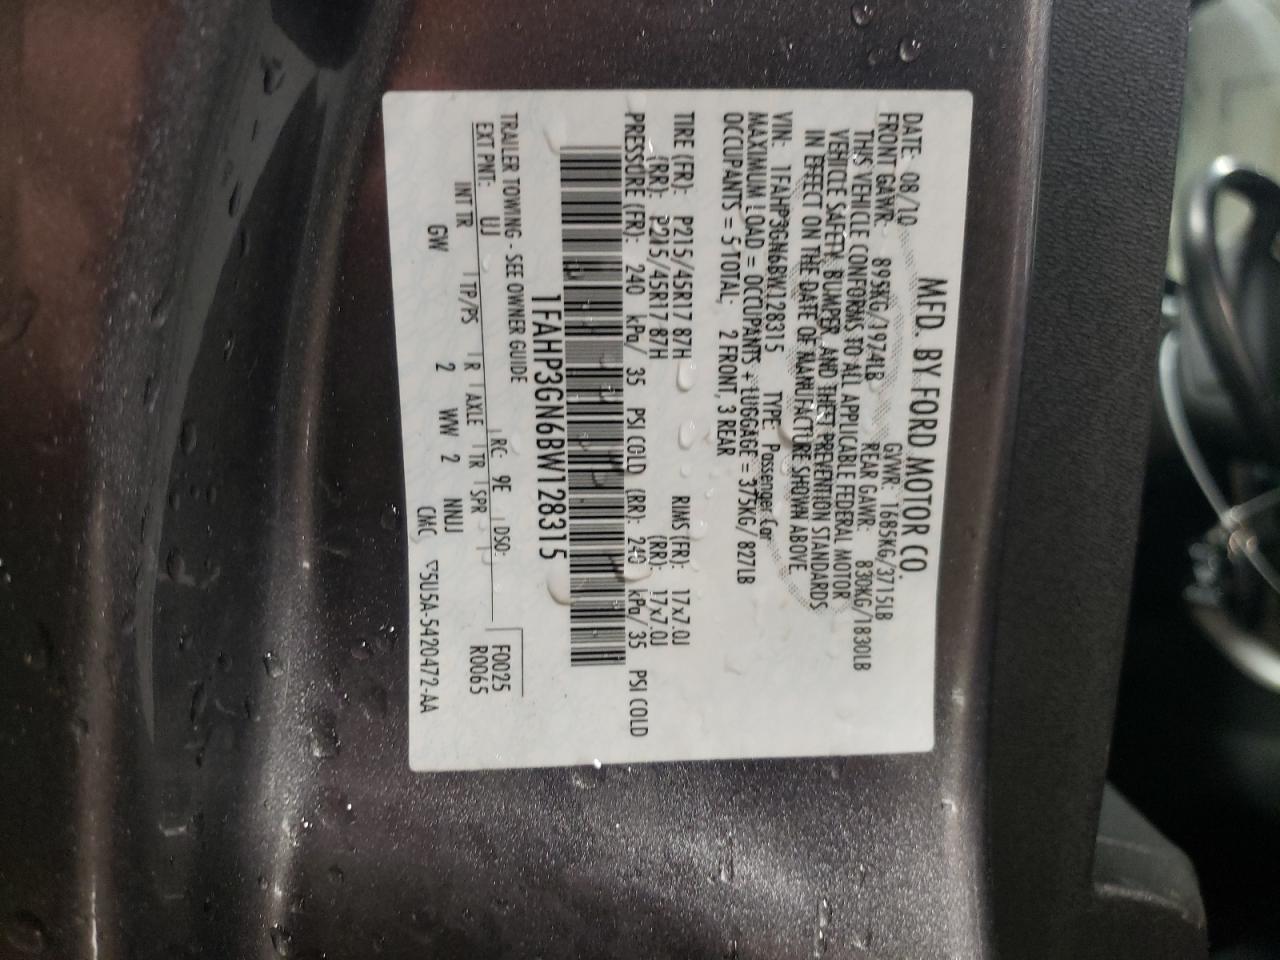 MFD. BY FORD MOTOR CO.
DATE: 08/10 GVWR: 1685KG/3715LB
FRONT GAWR: 895KG/1974LB REAR GAWR: 830KG/1830LB
THIS VEHICLE CONFORMS TO ALL APPLICABLE FEDERAL MOTOR
VEHICLE SAFETY, BUMPER, AND THEFT PREVENTION STANDARDS
IN EFFECT ON THE DATE OF MANUFACTURE SHOWN ABOVE.
VIN: 1FAHP3GN6BW128315 TYPE: Passenger Car
MAXIMUM LOAD = OCCUPANTS + LUGGAGE = 375KG/ 827LB
OCCUPANTS = 5 TOTAL, 2 FRONT, 3 REAR
TIRE (FR): P215/45R17 87H RIMS (FR): 17x7.0J
(RR): P215/45R17 87H (RR): 17x7.0J
PRESSURE (FR): 240 kPa/ 35 PSI COLD (RR): 240 kPa/ 35 PSI COLD
1FAHP3GN6BW128315
TRAILER TOWING - SEE OWNER GUIDE F0025
EXT PNT: UJ RC: 9E DSO: R0065
INT TR TP/PS R AXLE TR SPR
GW 2 2 WW 2 NNUJ
CMC ▽5U5A-5420472-AA